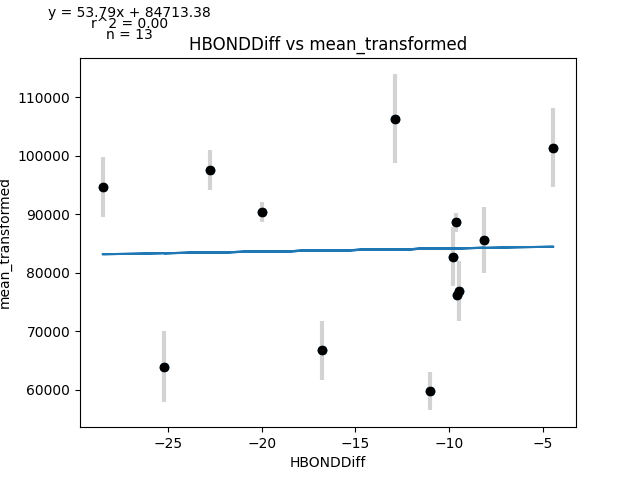 y = 53.79x + 84713.38
r^2 = 0.00
n = 13
HBONDDiff vs mean_transformed
110000
100000
90000
80000
70000
60000
mean_transformed
−25 −20 −15 −10 −5
HBONDDiff